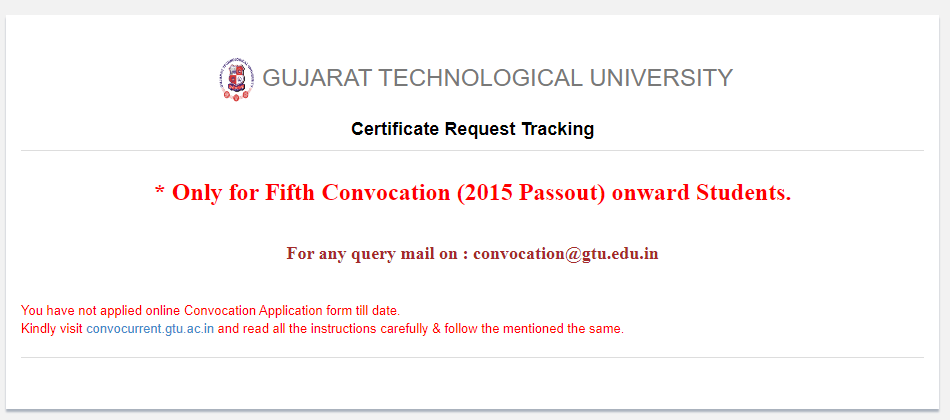 GUJARAT TECHNOLOGICAL UNIVERSITY
Certificate Request Tracking
* Only for Fifth Convocation (2015 Passout) onward Students.
For any query mail on : convocation@gtu.edu.in
You have not applied online Convocation Application form till date.
Kindly visit convocurrent.gtu.ac.in and read all the instructions carefully & follow the mentioned the same.